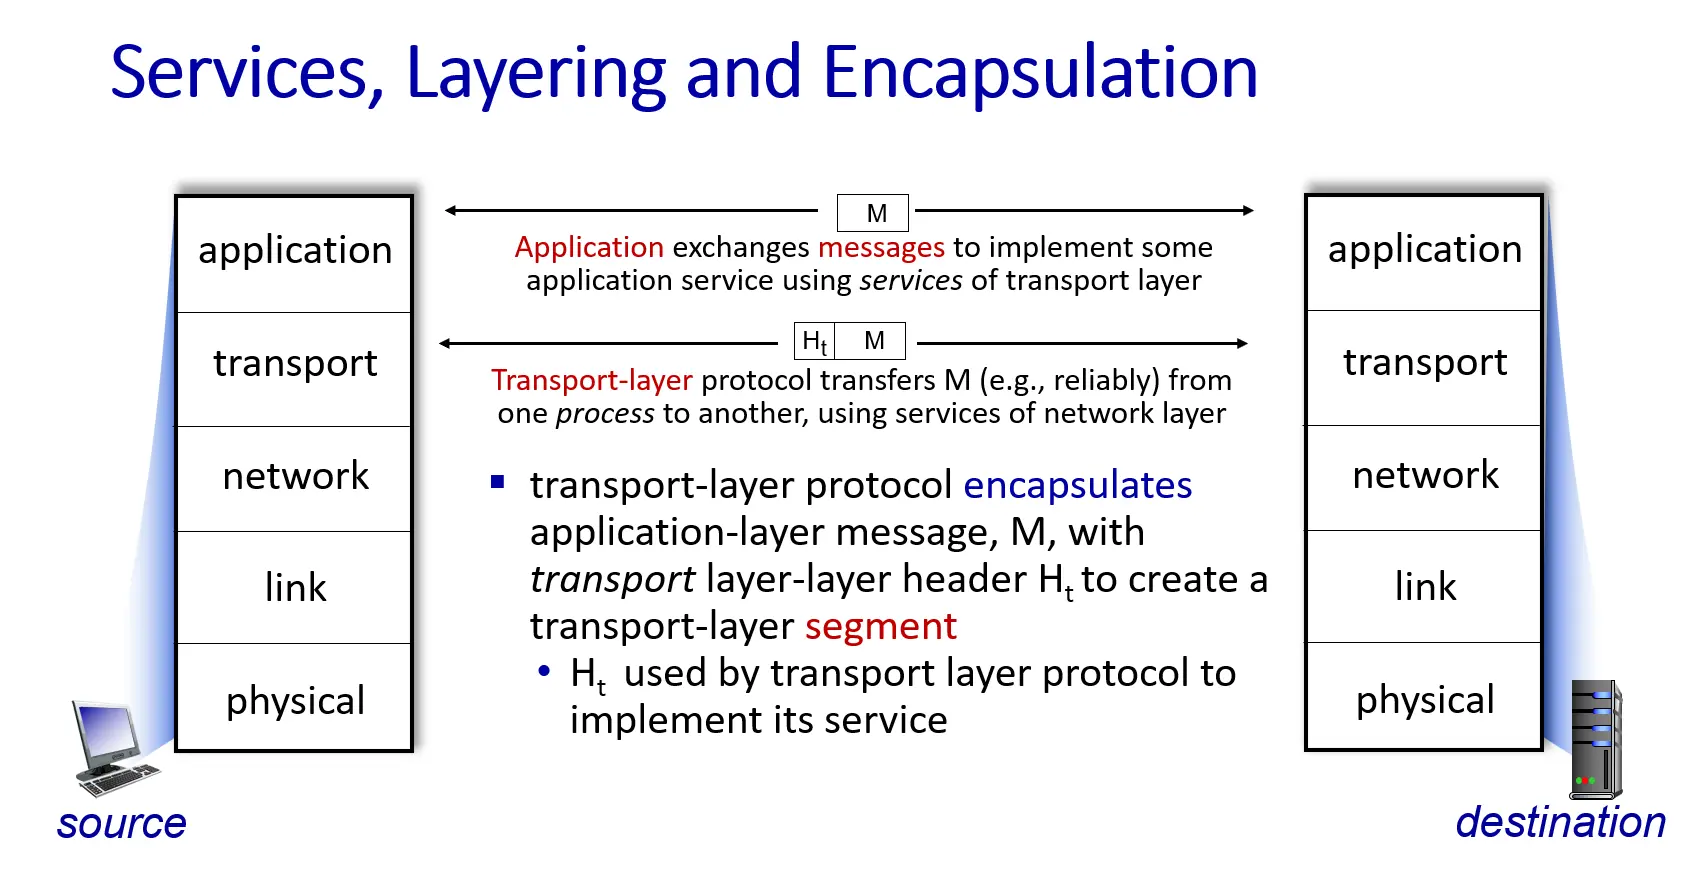 Services, Layering and Encapsulation
application
transport
network
link
physical
source
M
Application exchanges messages to implement some
application service using services of transport layer
Ht M
Transport-layer protocol transfers M (e.g., reliably) from
one process to another, using services of network layer
▪ transport-layer protocol encapsulates
application-layer message, M, with
transport layer-layer header Ht to create a
transport-layer segment
• Ht used by transport layer protocol to
implement its service
application
transport
network
link
physical
destination